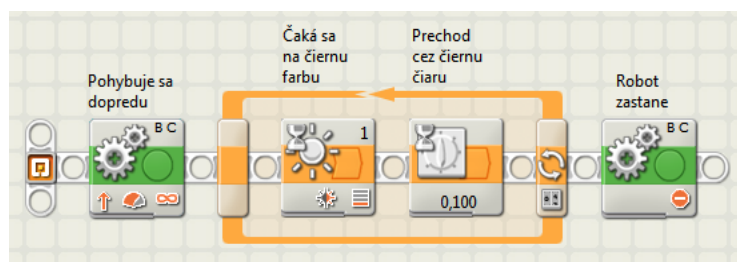 Pohybuje sa
dopredu
Čaká sa
na čiernu
farbu
Prechod
cez čiernu
čiaru
Robot
zastane
B C
1
0,100
B C